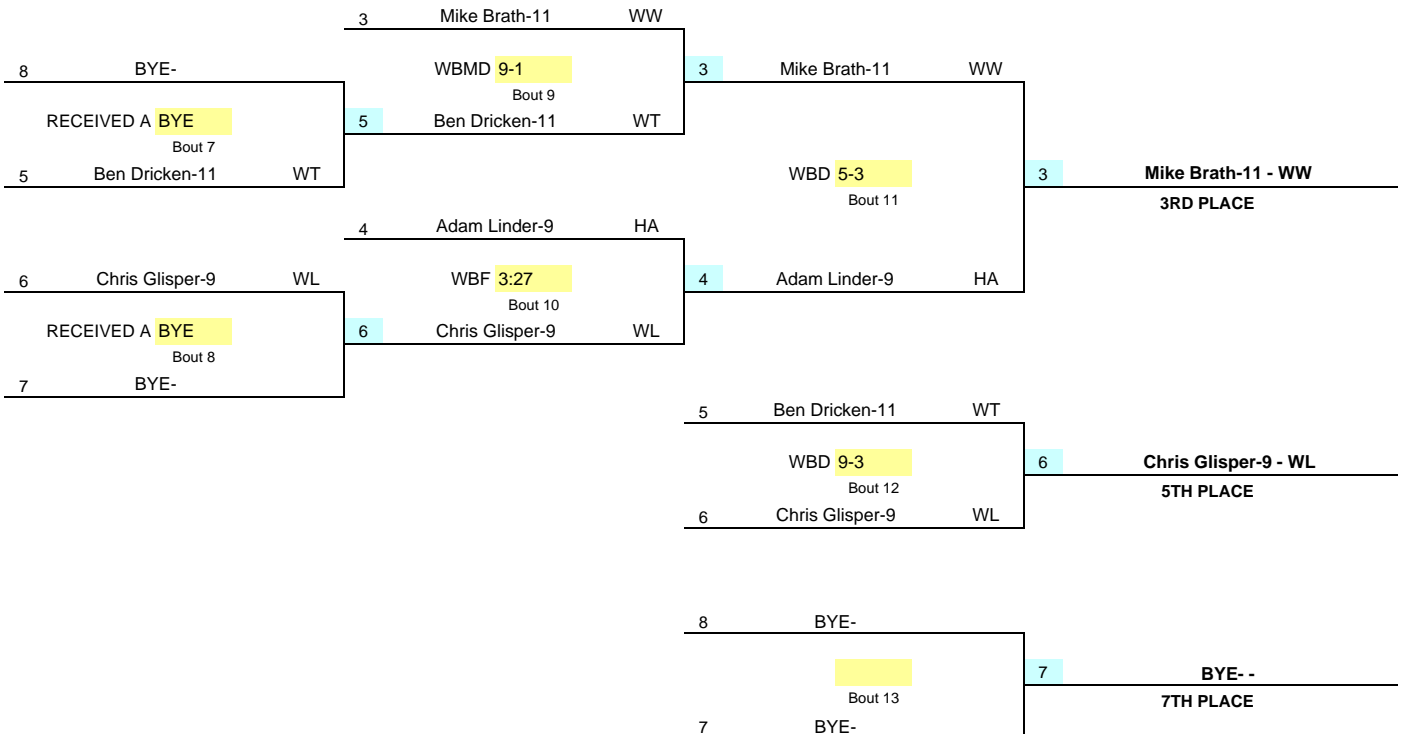 3 Mike Brath-11 WW
8 BYE- WBMD 9-1 3 Mike Brath-11 WW
Bout 9
RECEIVED A BYE 5 Ben Dricken-11 WT
Bout 7
5 Ben Dricken-11 WT WBD 5-3 3 Mike Brath-11 - WW
Bout 11 3RD PLACE
4 Adam Linder-9 HA
6 Chris Glisper-9 WL WBF 3:27 4 Adam Linder-9 HA
Bout 10
RECEIVED A BYE 6 Chris Glisper-9 WL
Bout 8
7 BYE-
5 Ben Dricken-11 WT
WBD 9-3 6 Chris Glisper-9 - WL
Bout 12 5TH PLACE
6 Chris Glisper-9 WL
8 BYE-
7 BYE- -
Bout 13 7TH PLACE
7 BYE-